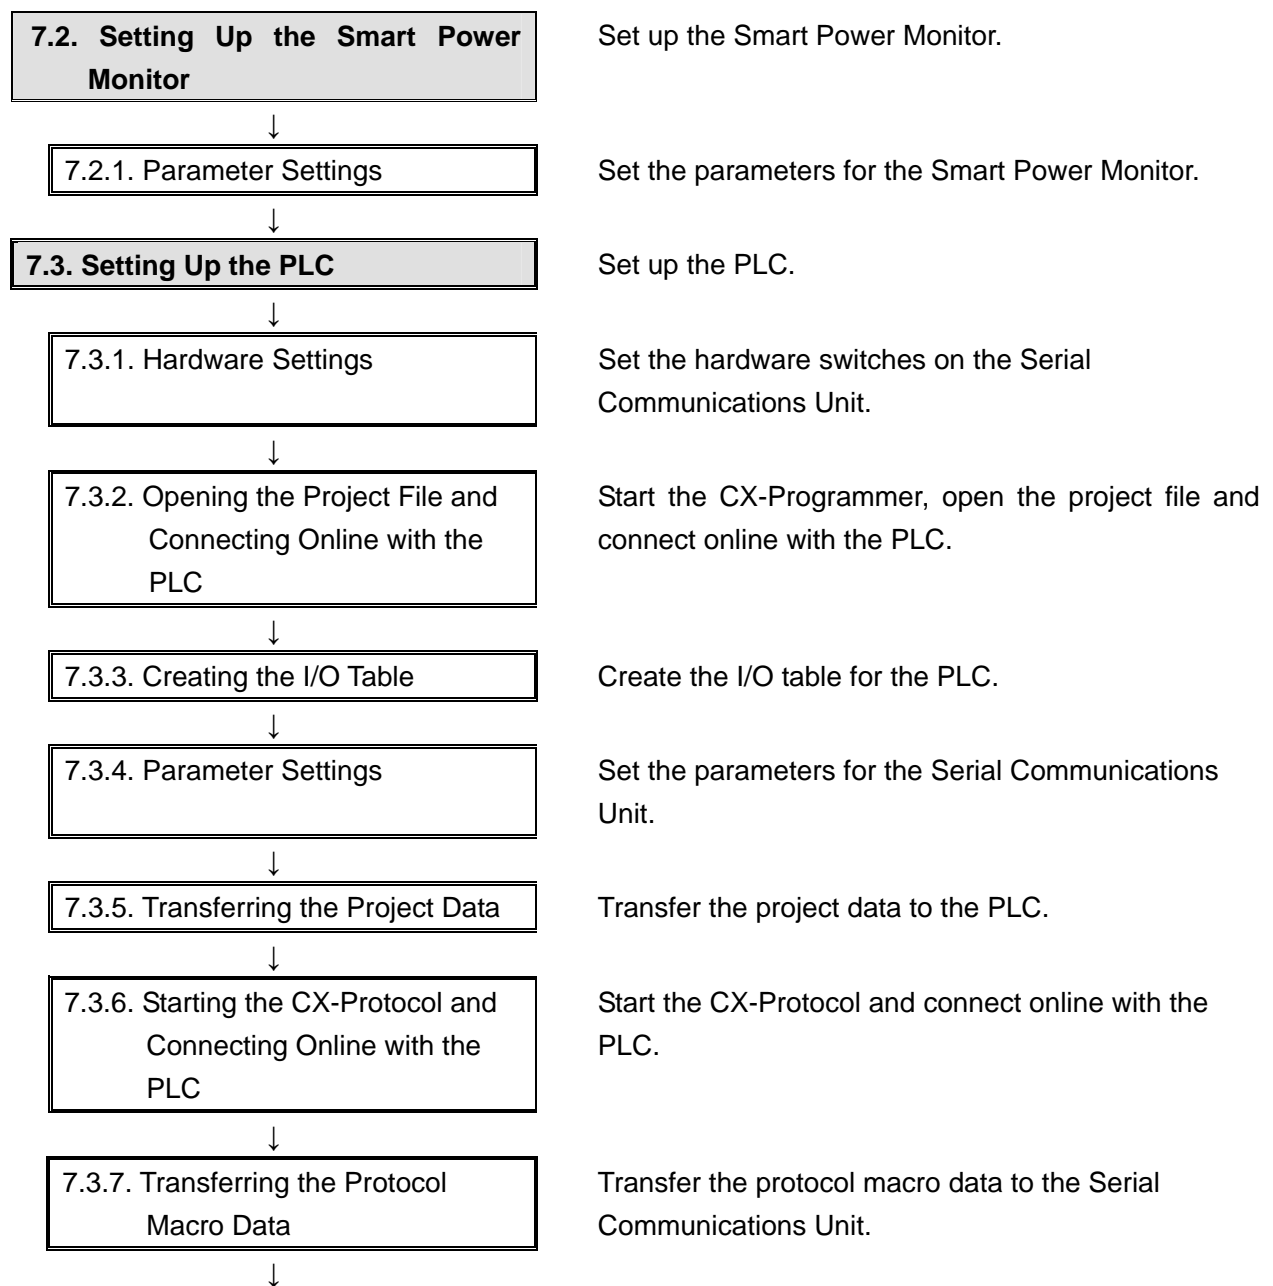 7.2. Setting Up the Smart Power
Monitor
Set up the Smart Power Monitor.
↓
7.2.1. Parameter Settings
Set the parameters for the Smart Power Monitor.
↓
7.3. Setting Up the PLC
Set up the PLC.
↓
7.3.1. Hardware Settings
Set the hardware switches on the Serial
Communications Unit.
↓
7.3.2. Opening the Project File and
Connecting Online with the
PLC
Start the CX-Programmer, open the project file and
connect online with the PLC.
↓
7.3.3. Creating the I/O Table
Create the I/O table for the PLC.
↓
7.3.4. Parameter Settings
Set the parameters for the Serial Communications
Unit.
↓
7.3.5. Transferring the Project Data
Transfer the project data to the PLC.
↓
7.3.6. Starting the CX-Protocol and
Connecting Online with the
PLC
Start the CX-Protocol and connect online with the
PLC.
↓
7.3.7. Transferring the Protocol
Macro Data
Transfer the protocol macro data to the Serial
Communications Unit.
↓